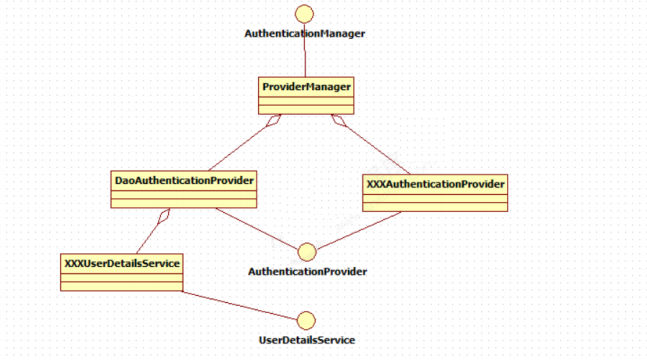 AuthenticationManager
ProviderManager
DaoAuthenticationProvider
XXXAuthenticationProvider
XXXUserDetailsService
AuthenticationProvider
UserDetailsService